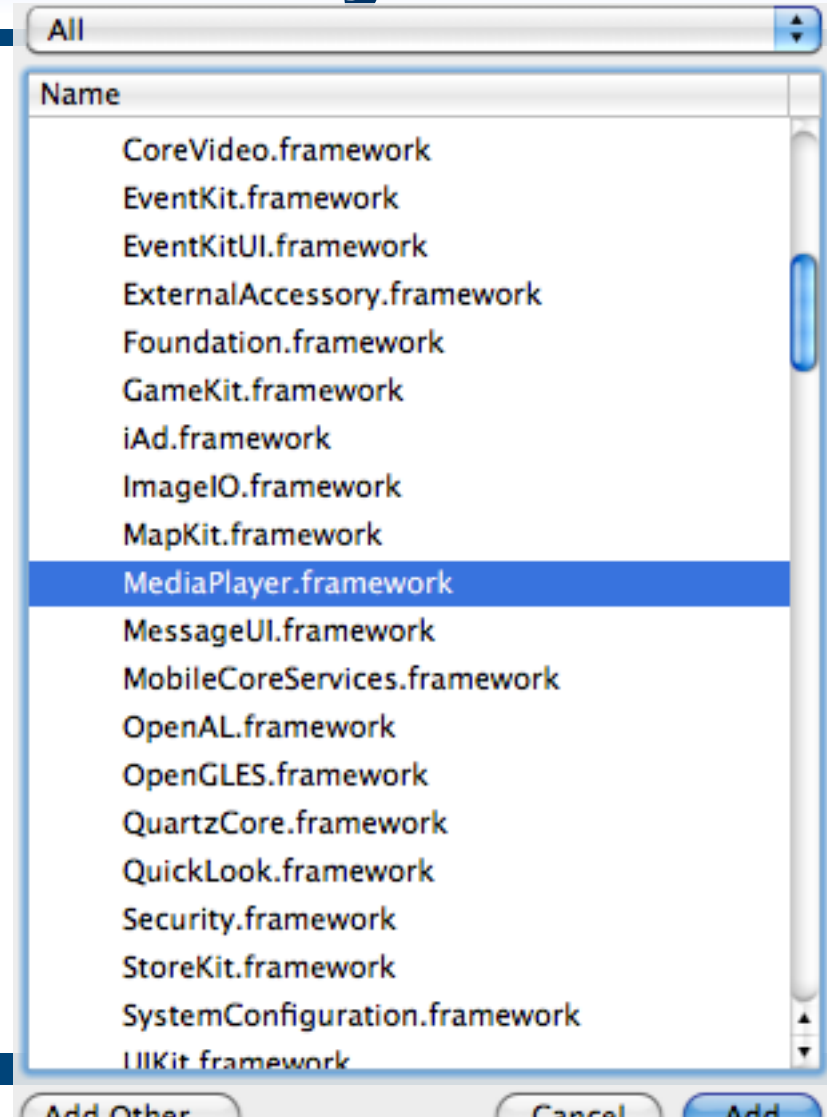 All
Name
CoreVideo.framework
EventKit.framework
EventKitUI.framework
ExternalAccessory.framework
Foundation.framework
GameKit.framework
iAd.framework
ImageIO.framework
MapKit.framework
MediaPlayer.framework
MessageUI.framework
MobileCoreServices.framework
OpenAL.framework
OpenGLES.framework
QuartzCore.framework
QuickLook.framework
Security.framework
StoreKit.framework
SystemConfiguration.framework
UIKit.framework
Add Other... Cancel Add